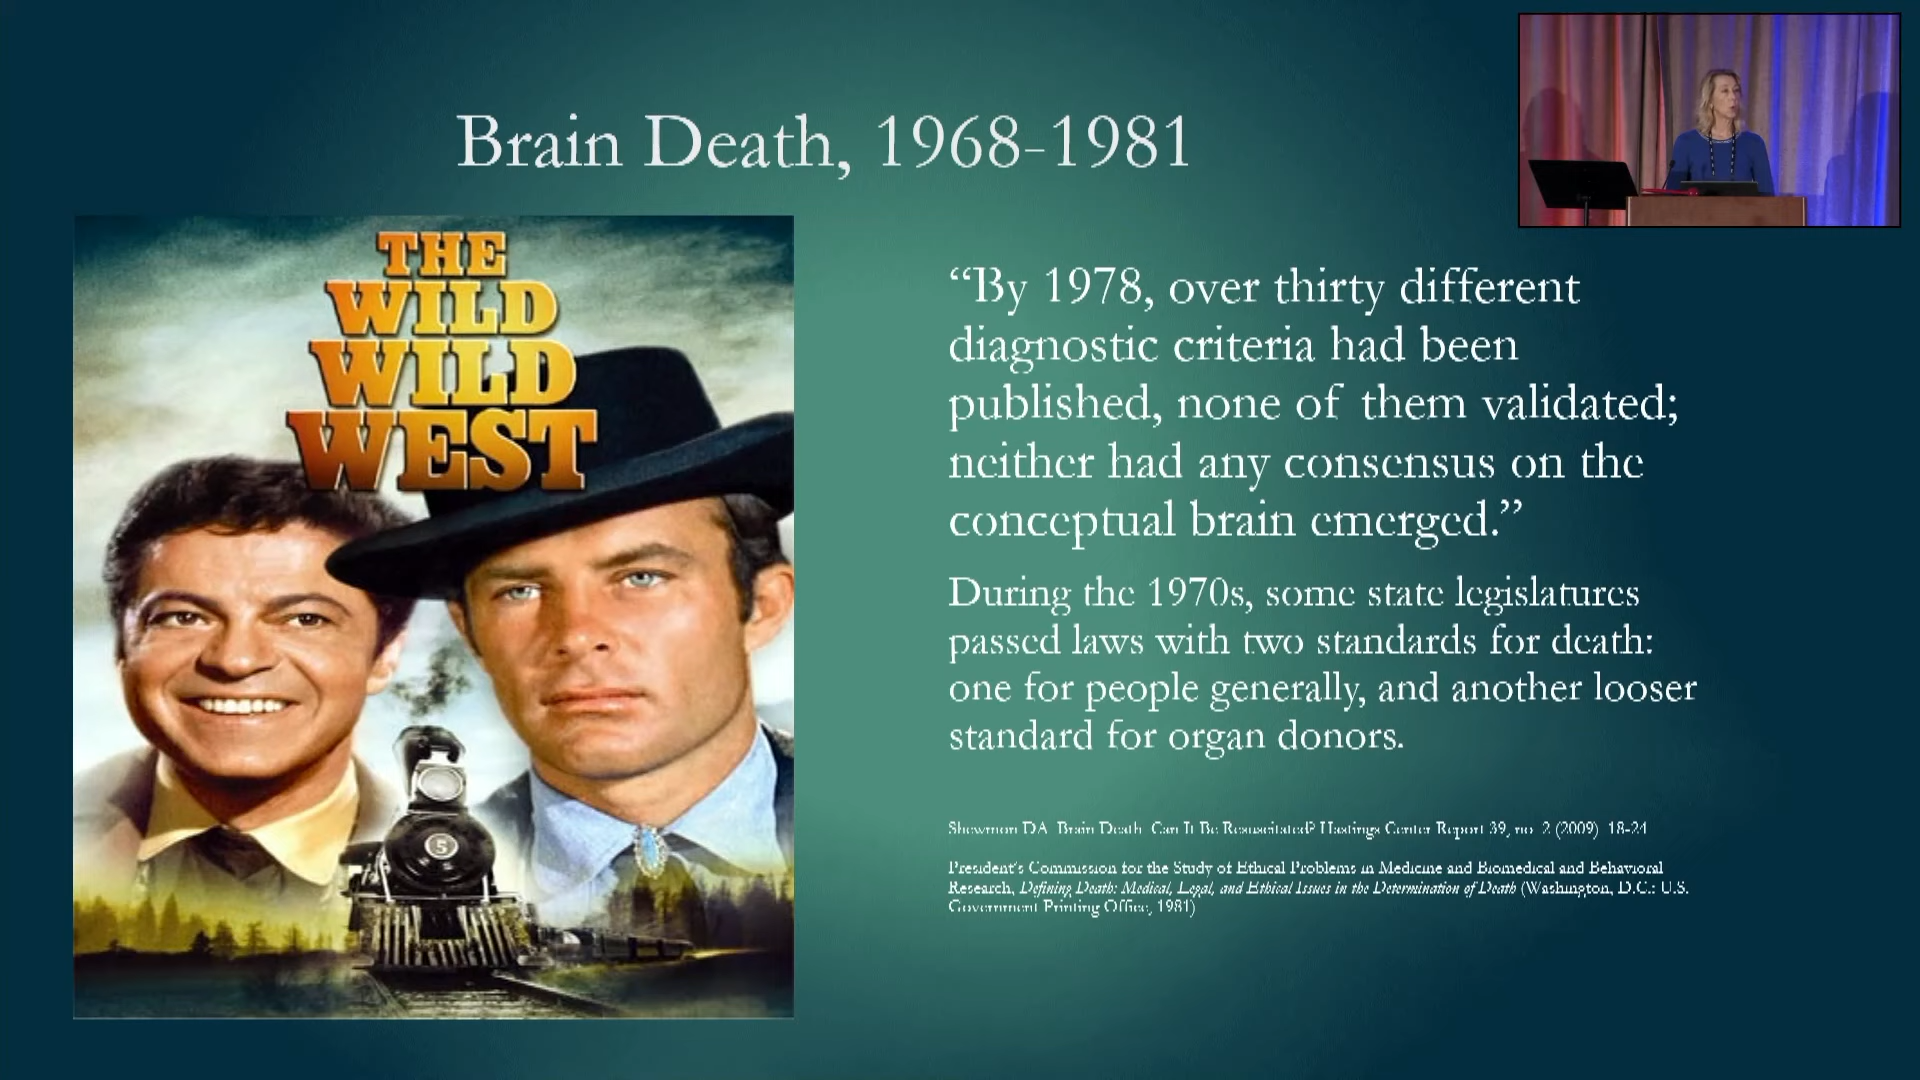 Brain Death, 1968-1981
THE
WILD
WILD
WEST
5
“By 1978, over thirty different
diagnostic criteria had been
published, none of them validated;
neither had any consensus on the
conceptual brain emerged.”
During the 1970s, some state legislatures
passed laws with two standards for death:
one for people generally, and another looser
standard for organ donors.
Shewmon DA. Brain Death: Can It Be Resuscitated? Hastings Center Report 39, no. 2 (2009): 18-24
President’s Commission for the Study of Ethical Problems in Medicine and Biomedical and Behavioral
Research, Defining Death: Medical, Legal, and Ethical Issues in the Determination of Death (Washington, D.C.: U.S.
Government Printing Office, 1981)